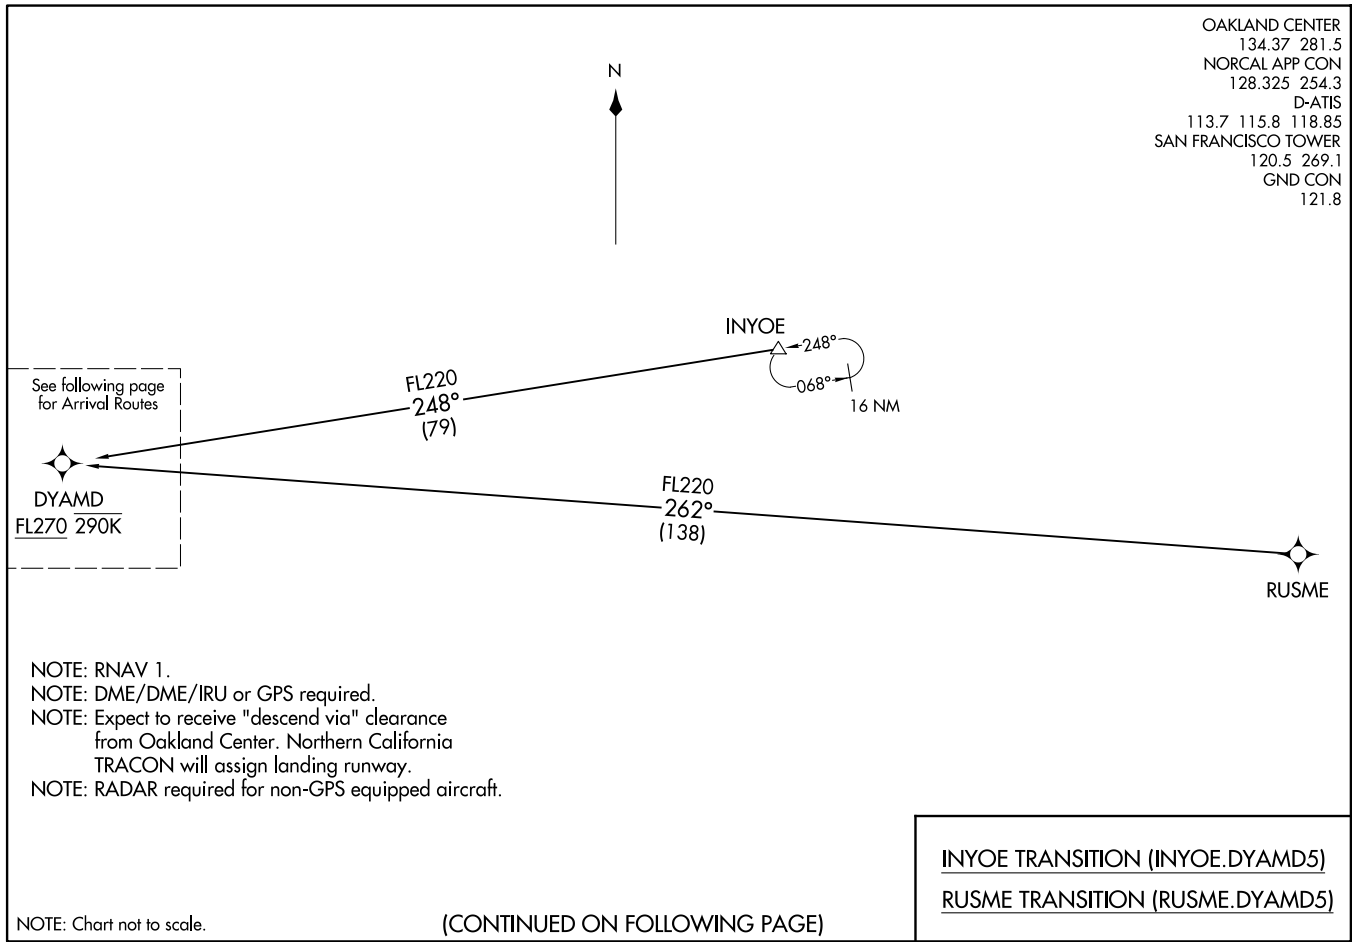 OAKLAND CENTER
134.37 281.5
NORCAL APP CON
128.325 254.3
D-ATIS
113.7 115.8 118.85
SAN FRANCISCO TOWER
120.5 269.1
GND CON
121.8
N
INYOE
248°
068°
16 NM
See following page
for Arrival Routes
FL220
248°
(79)
DYAMD
FL270 290K
FL220
262°
(138)
RUSME
NOTE: RNAV 1.
NOTE: DME/DME/IRU or GPS required.
NOTE: Expect to receive "descend via" clearance
from Oakland Center. Northern California
TRACON will assign landing runway.
NOTE: RADAR required for non-GPS equipped aircraft.
INYOE TRANSITION (INYOE.DYAMD5)
RUSME TRANSITION (RUSME.DYAMD5)
NOTE: Chart not to scale.
(CONTINUED ON FOLLOWING PAGE)